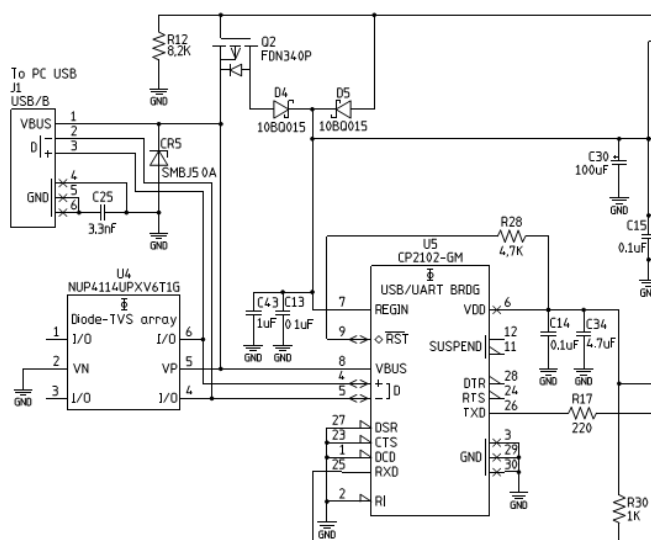 R12
8,2K
Q2
FDN340P
GND
To PC USB
J1
USB/B
VBUS
1
2
D
-
3
+
D4
D5
10BQ015
10BQ015
CR5
SMBJ5 0A
C30
+
100uF
GND
GND
4
5
6
C25
3.3nF
GND
C15
0.1uF
GND
R28
4,7K
U5
CP2102-GM
Φ
USB/UART BRDG
U4
NUP4114UPXV6T1G
Φ
Diode-TVS array
1
I/O
I/O
6
2
VN
VP
5
3
I/O
I/O
4
GND
C43
1uF
C13
0.1uF
GND
GND
7
REGIN
VDD
6
9
RST
SUSPEND
12
11
8
VBUS
4
+
D
5
-
DTR
28
RTS
24
TXD
26
27
DSR
23
CTS
1
DCD
25
RXD
2
RI
GND
3
29
30
GND
GND
C14
0.1uF
C34
4.7uF
GND
GND
R17
220
R30
1K